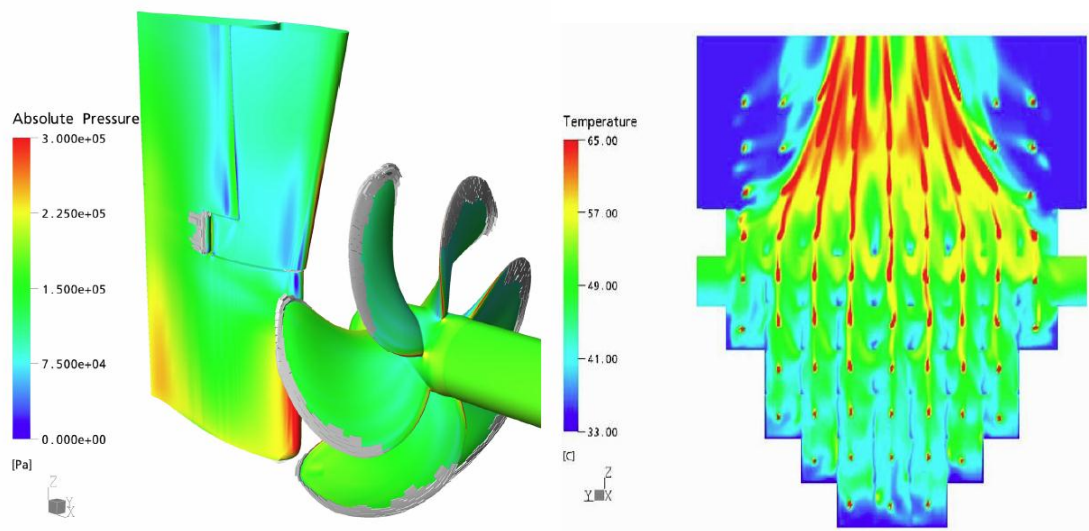 Absolute Pressure
3.000e+05
2.250e+05
1.500e+05
7.500e+04
0.000e+00
[Pa]
Z
Y
X
Temperature
65.00
57.00
49.00
41.00
33.00
[C]
Z
Y X